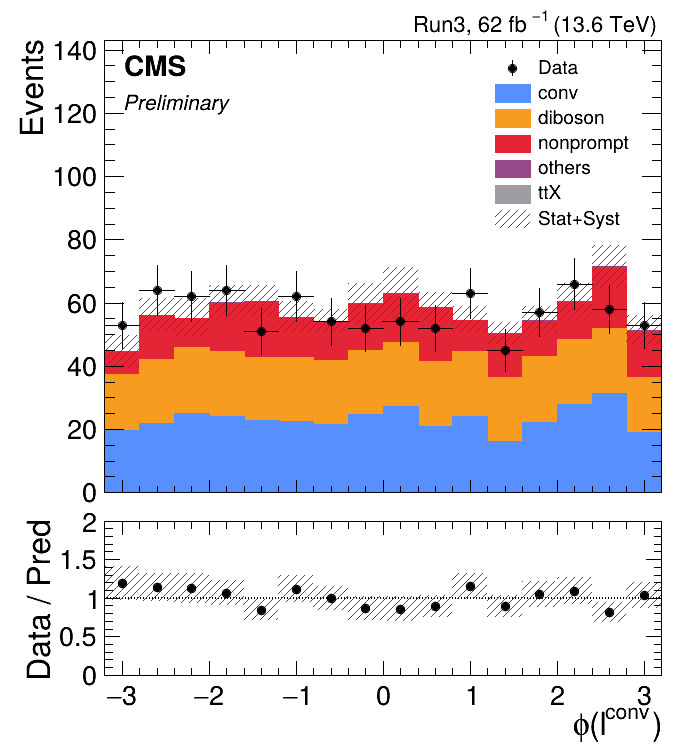 Run3, 62 fb⁻¹ (13.6 TeV)
CMS
Preliminary
Events
140
120
100
80
60
40
20
0
Data
conv
diboson
nonprompt
others
ttX
Stat+Syst
Data / Pred
2
1.5
1
0.5
0
−3 −2 −1 0 1 2 3
ϕ(l^conv)